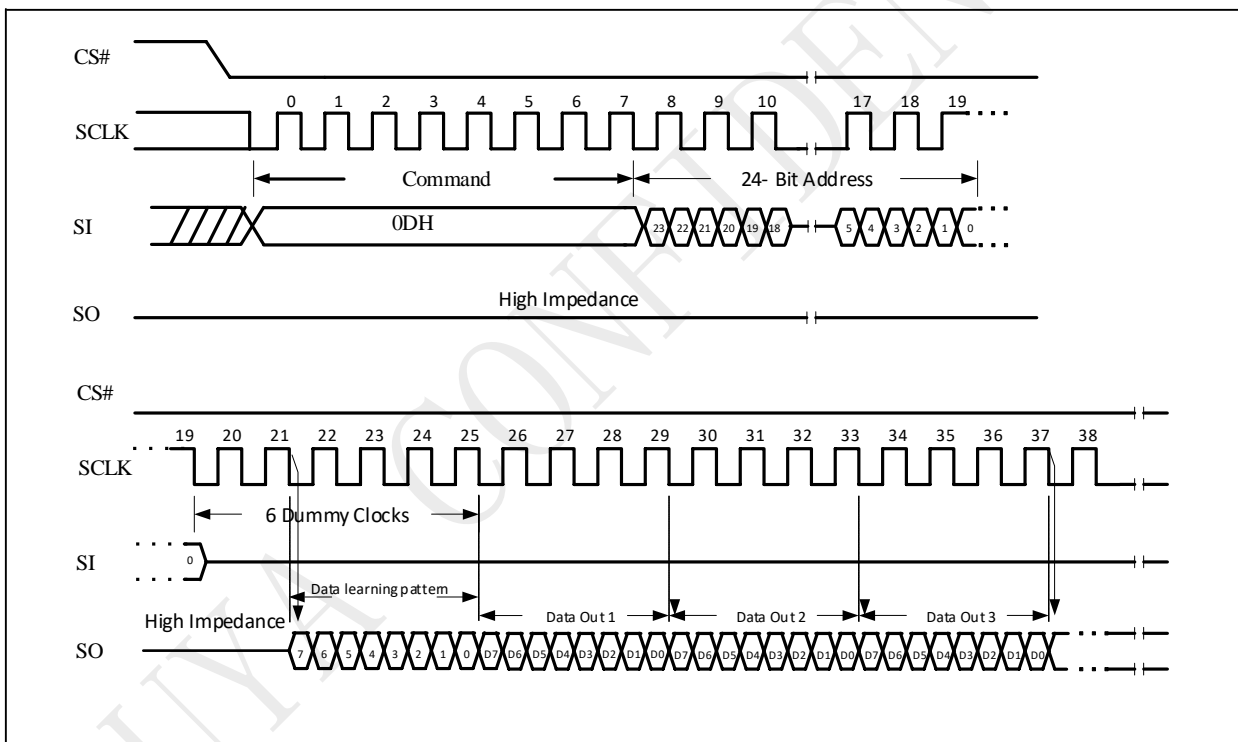 CS#
0 1 2 3 4 5 6 7 8 9 10 17 18 19
SCLK
Command 24- Bit Address
SI 0DH 23 22 21 20 19 18 5 4 3 2 1 0
High Impedance
SO
CS#
19 20 21 22 23 24 25 26 27 28 29 30 31 32 33 34 35 36 37 38
SCLK
6 Dummy Clocks
SI 0
Data learning pattern
High Impedance Data Out 1 Data Out 2 Data Out 3
SO 7 6 5 4 3 2 1 0 D7 D6 D5 D4 D3 D2 D1 D0 D7 D6 D5 D4 D3 D2 D1 D0 D7 D6 D5 D4 D3 D2 D1 D0
UYA CONFIDEN